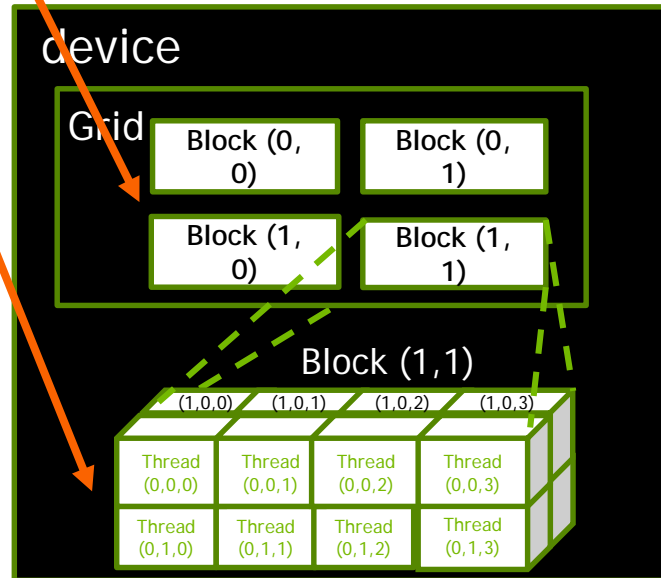 device
Grid
Block (0,
0)
Block (0,
1)
Block (1,
0)
Block (1,
1)
Block (1,1)
(1,0,0) (1,0,1) (1,0,2) (1,0,3)
Thread
(0,0,0)
Thread
(0,0,1)
Thread
(0,0,2)
Thread
(0,0,3)
Thread
(0,1,0)
Thread
(0,1,1)
Thread
(0,1,2)
Thread
(0,1,3)